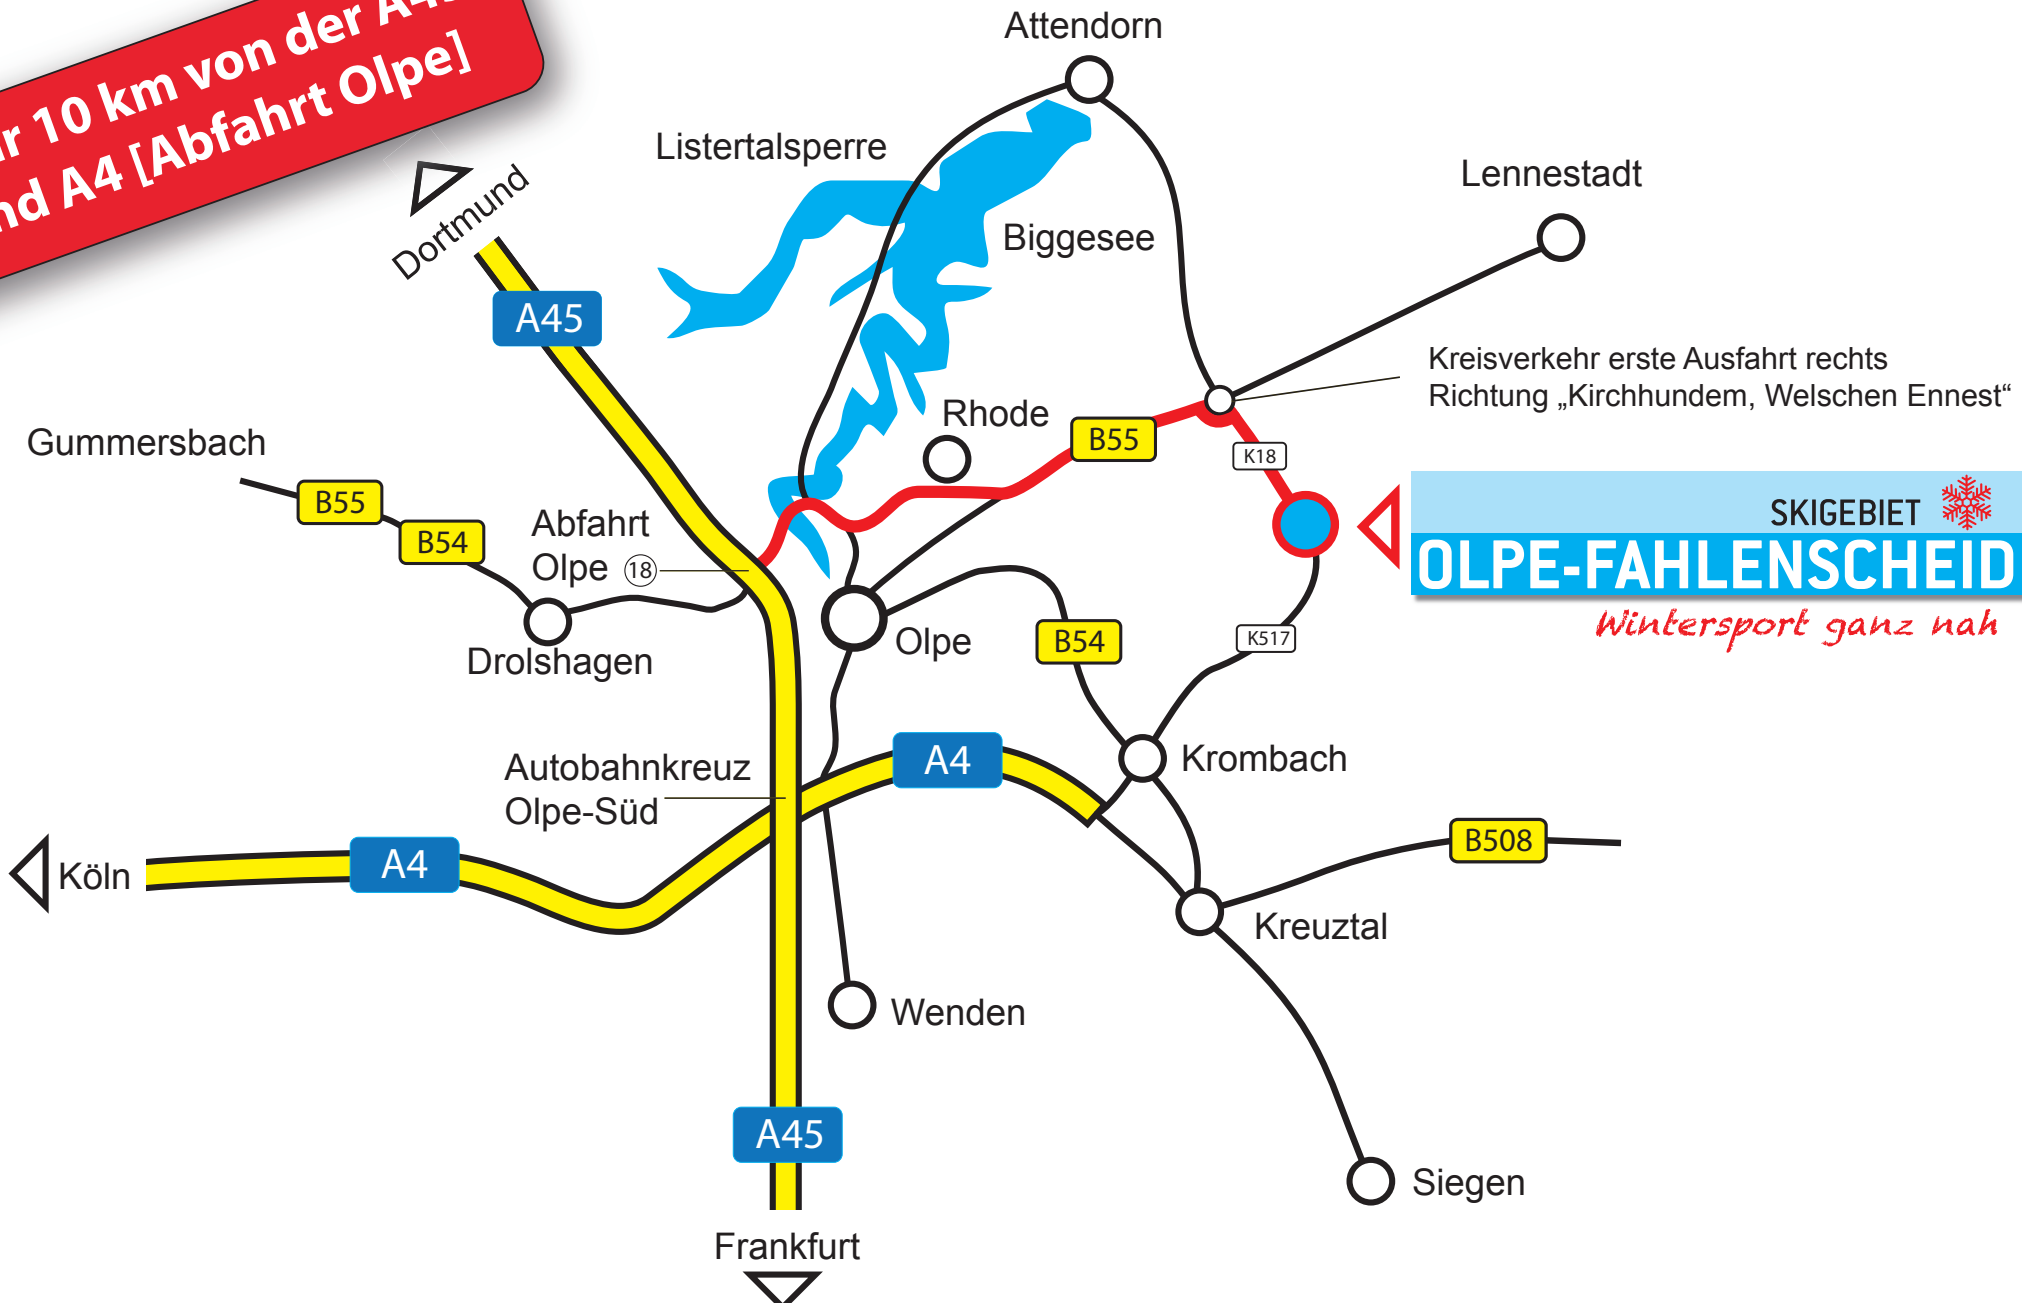 10 km von der
A4 [Abfahrt Olpe]
Attendorn
Listertalsperre
Dortmund
Lennestadt
Biggesee
A45
Kreisverkehr erste Ausfahrt rechts
Richtung „Kirchhundem, Welschen Ennest“
Rhode
Gummersbach
B55
K18
B55
B54
Abfahrt
Olpe 18
SKIGEBIET
OLPE-FAHLENSCHEID
Wintersport ganz nah
Drolshagen
Olpe
B54
K517
Autobahnkreuz
Olpe-Süd
A4
Krombach
Köln
A4
B508
Kreuztal
Wenden
A45
Siegen
Frankfurt